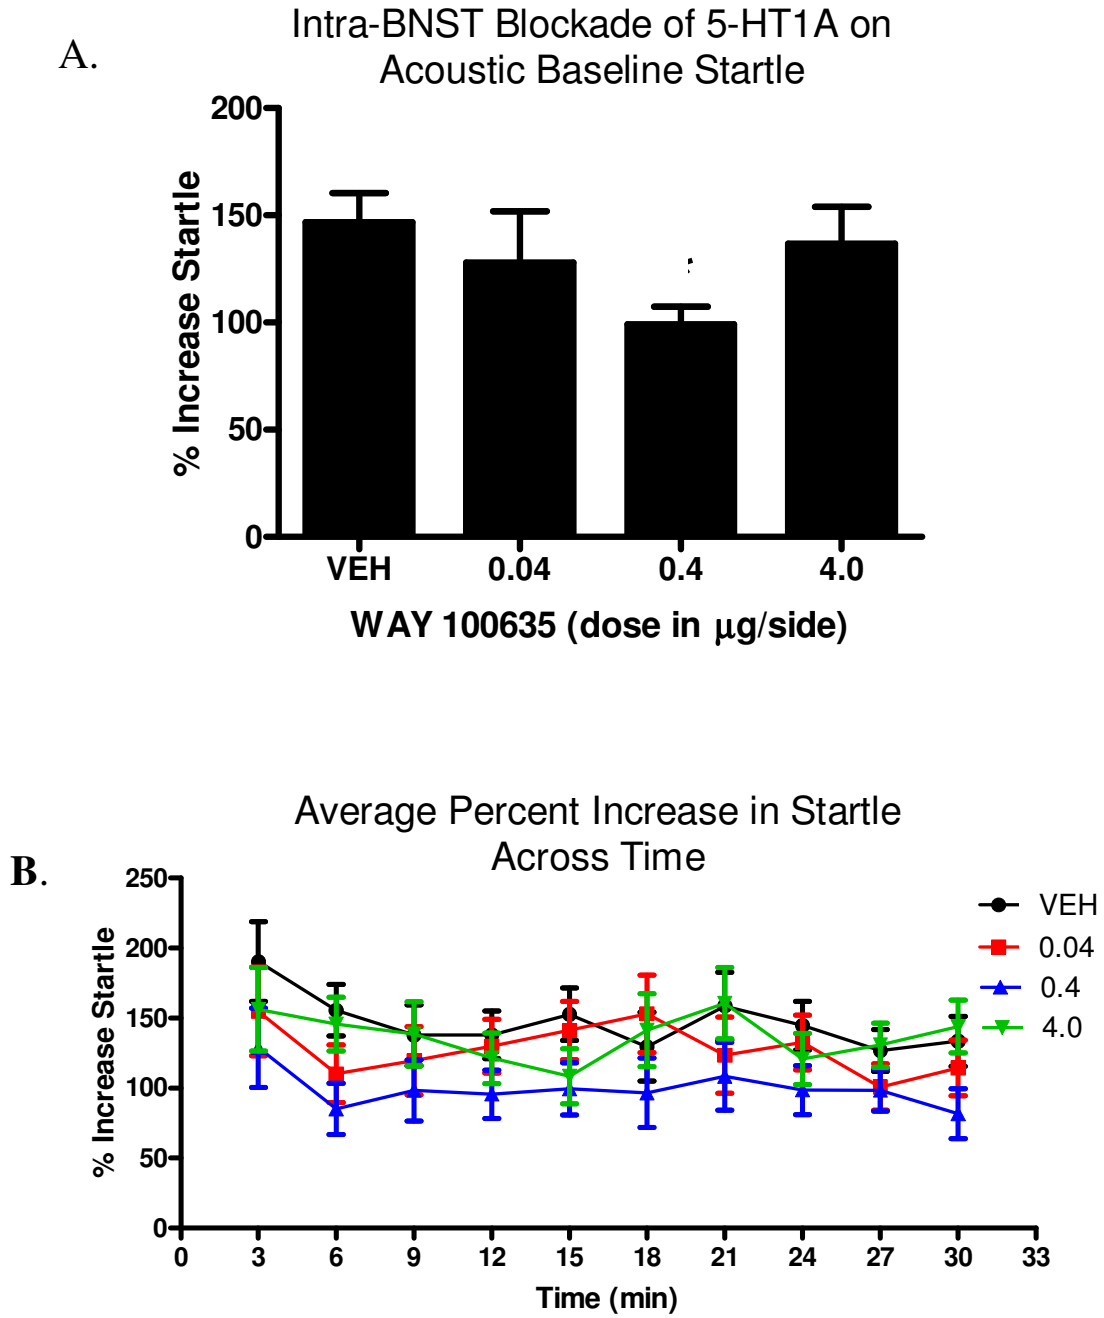 A.
Intra-BNST Blockade of 5-HT1A on
Acoustic Baseline Startle
% Increase Startle
200
150
100
50
0
VEH 0.04 0.4 4.0
WAY 100635 (dose in μg/side)
B.
Average Percent Increase in Startle
Across Time
% Increase Startle
250
200
150
100
50
0
0 3 6 9 12 15 18 21 24 27 30 33
Time (min)
VEH
0.04
0.4
4.0